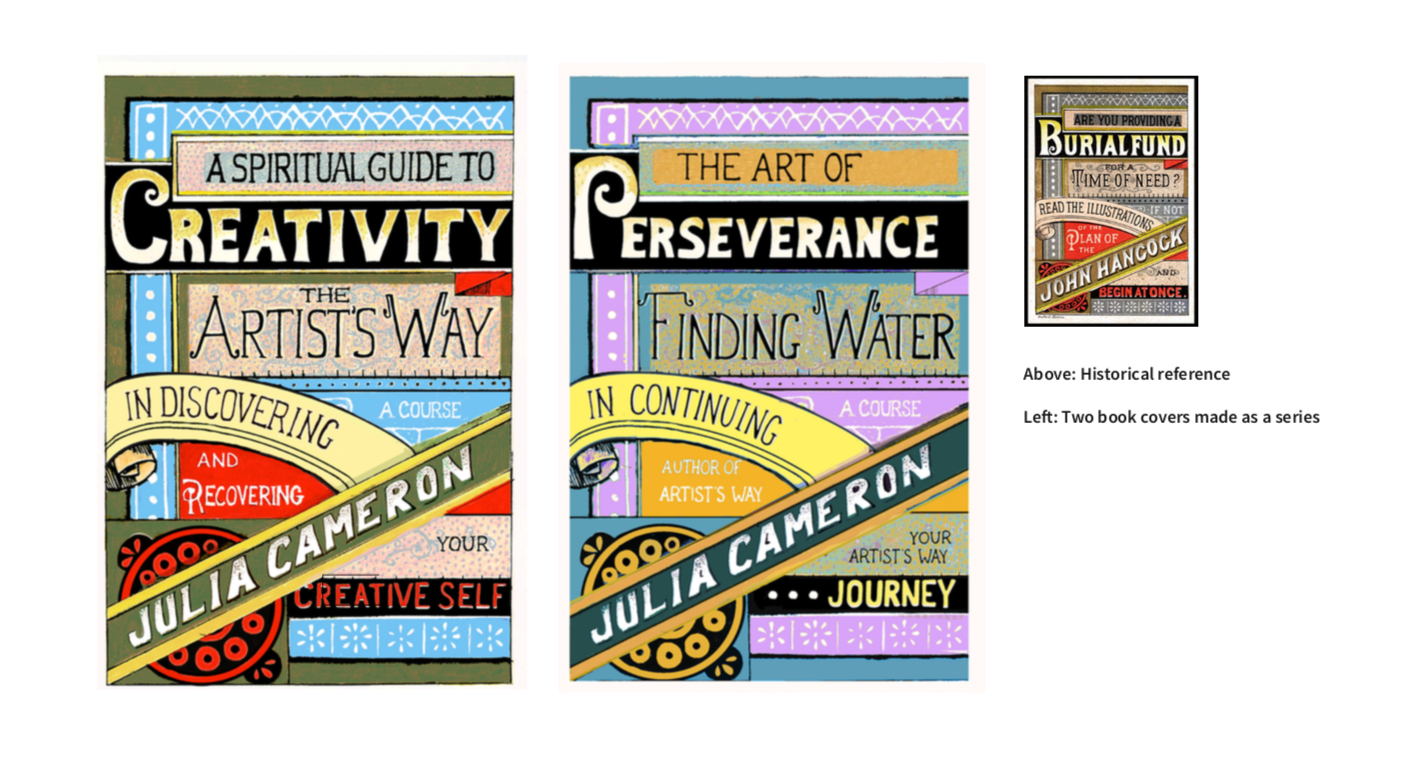 A SPIRITUAL GUIDE TO
CREATIVITY
THE
ARTIST'S WAY
IN DISCOVERING
A COURSE
AND
RECOVERING
JULIA CAMERON
YOUR
CREATIVE SELF
THE ART OF
PERSEVERANCE
FINDING WATER
IN CONTINUING
A COURSE
AUTHOR OF
ARTIST'S WAY
JULIA CAMERON
YOUR
ARTIST'S WAY
...JOURNEY
ARE YOU PROVIDING A
BURIAL FUND
FOR A
TIME OF NEED?
READ THE ILLUSTRATIONS
IF NOT
OF THE
PLAN OF
THE
JOHN HANCOCK
AND
BEGIN AT ONCE.
Above: Historical reference
Left: Two book covers made as a series